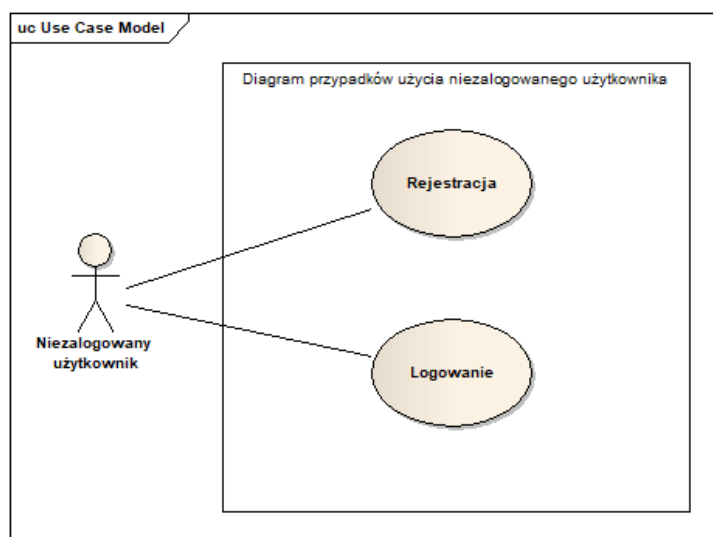 uc Use Case Model
Diagram przypadków użycia niezalogowanego użytkownika
Rejestracja
Niezalogowany
użytkownik
Logowanie